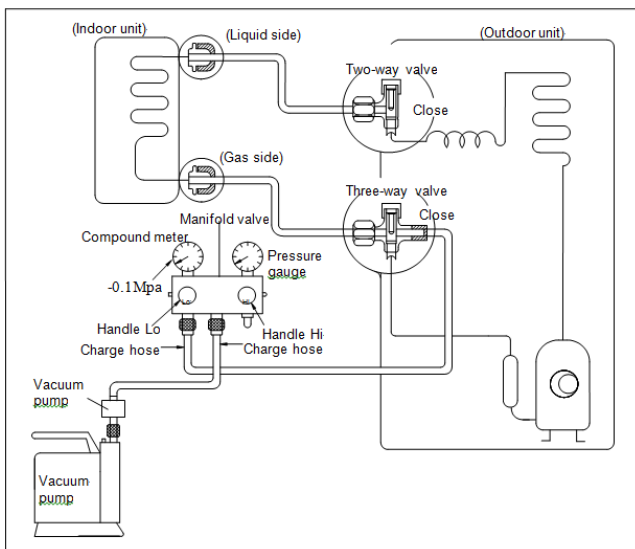 (Indoor unit)
(Liquid side)
(Outdoor unit)
Two-way valve
Close
(Gas side)
Three-way valve
Close
Manifold valve
Compound meter
Pressure
gauge
-0.1Mpa
Lo
Handle Lo
Handle Hi
Charge hose
Charge hose
Vacuum
pump
Vacuum
pump